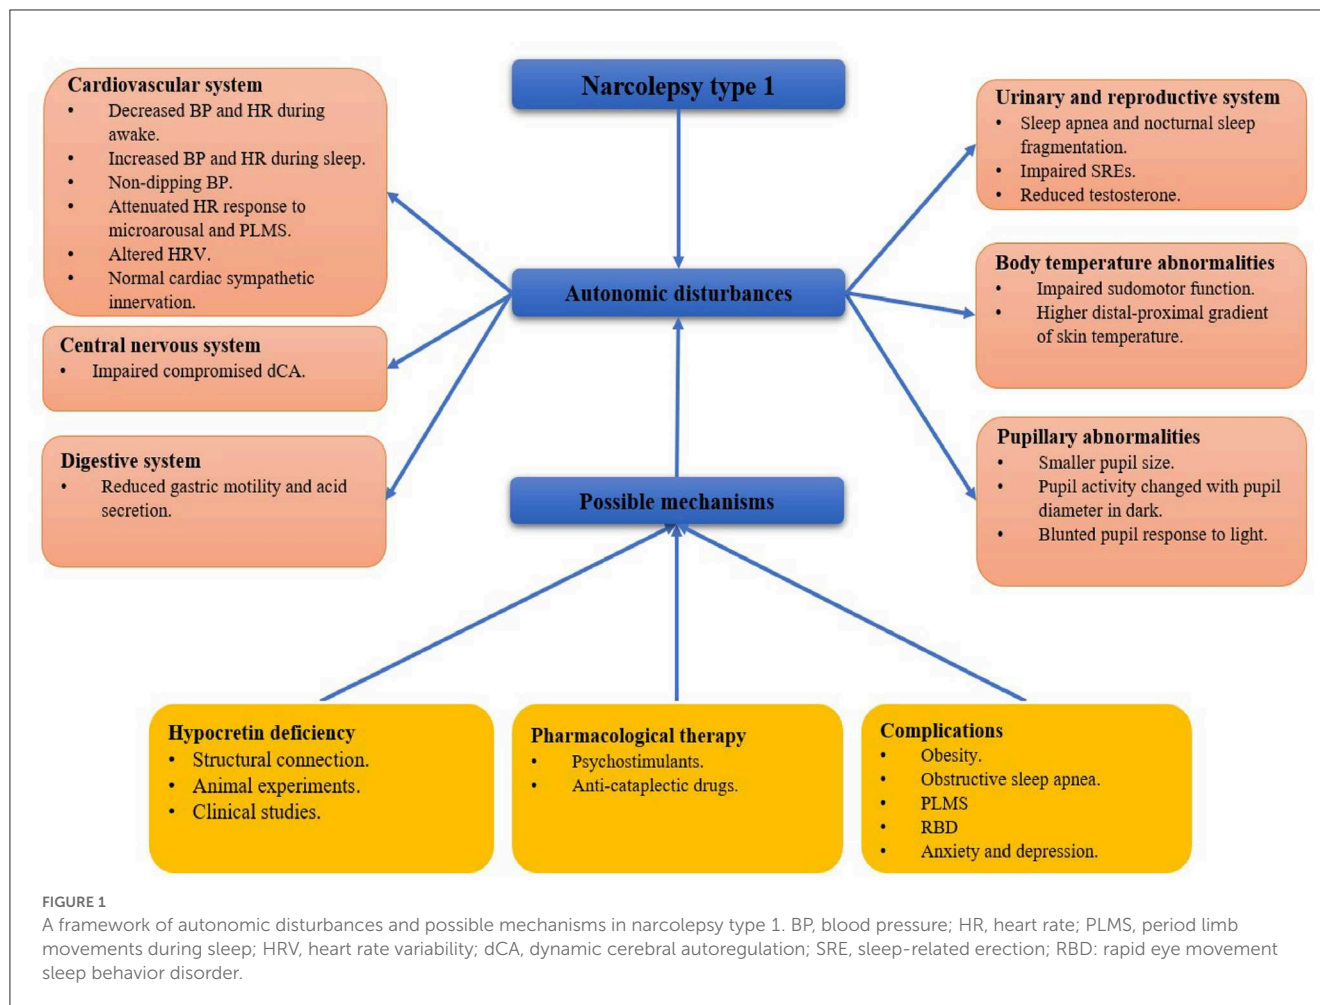 Narcolepsy type 1
Cardiovascular system
• Decreased BP and HR during
awake.
• Increased BP and HR during sleep.
• Non-dipping BP.
• Attenuated HR response to
microarousal and PLMS.
• Altered HRV.
• Normal cardiac sympathetic
innervation.
Central nervous system
• Impaired compromised dCA.
Digestive system
• Reduced gastric motility and acid
secretion.
Autonomic disturbances
Possible mechanisms
Urinary and reproductive system
• Sleep apnea and nocturnal sleep
fragmentation.
• Impaired SREs.
• Reduced testosterone.
Body temperature abnormalities
• Impaired sudomotor function.
• Higher distal-proximal gradient
of skin temperature.
Pupillary abnormalities
• Smaller pupil size.
• Pupil activity changed with pupil
diameter in dark.
• Blunted pupil response to light.
Hypocretin deficiency
• Structural connection.
• Animal experiments.
• Clinical studies.
Pharmacological therapy
• Psychostimulants.
• Anti-cataplectic drugs.
Complications
• Obesity.
• Obstructive sleep apnea.
• PLMS
• RBD
• Anxiety and depression.
FIGURE 1
A framework of autonomic disturbances and possible mechanisms in narcolepsy type 1. BP, blood pressure; HR, heart rate; PLMS, period limb
movements during sleep; HRV, heart rate variability; dCA, dynamic cerebral autoregulation; SRE, sleep-related erection; RBD: rapid eye movement
sleep behavior disorder.